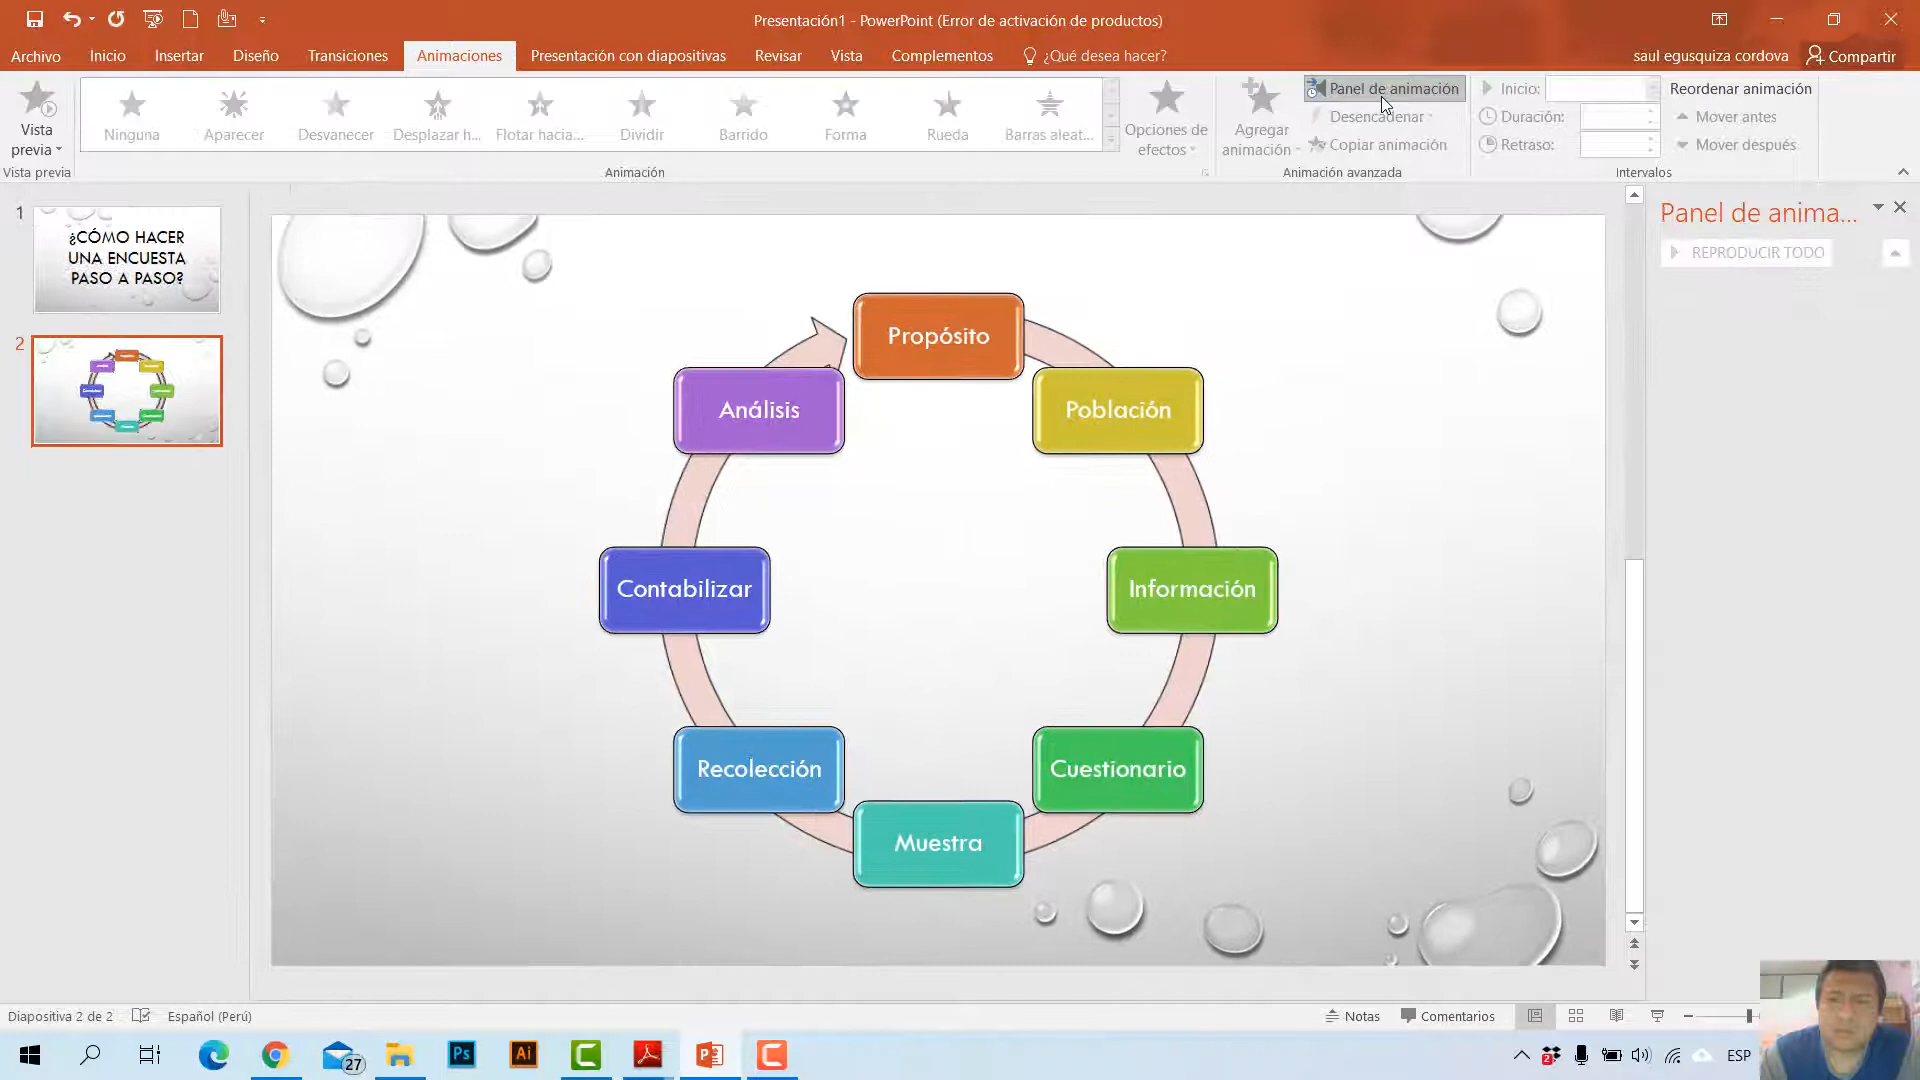 Presentación1 - PowerPoint (Error de activación de productos)
Archivo Inicio Insertar Diseño Transiciones Animaciones Presentación con diapositivas Revisar Vista Complementos ¿Qué desea hacer? saul egusquiza cordova Compartir
Vista previa
Ninguna Aparecer Desvanecer Desplazar h... Flotar hacia... Dividir Barrido Forma Rueda Barras aleat...
Opciones de efectos
Agregar animación
Panel de animación
Desencadenar
Copiar animación
Inicio:
Duración:
Retraso:
Reordenar animación
Mover antes
Mover después
Vista previa Animación Animación avanzada Intervalos
1
¿CÓMO HACER
UNA ENCUESTA
PASO A PASO?
2
Propósito
Población
Información
Cuestionario
Muestra
Recolección
Contabilizar
Análisis
Panel de anima...
REPRODUCIR TODO
Diapositiva 2 de 2 Español (Perú) Notas Comentarios
27 Ps Ai C C 2 ESP